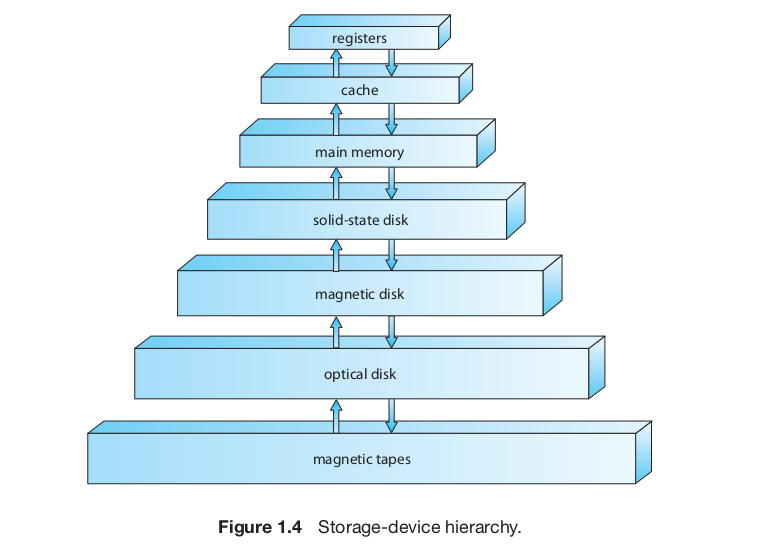 registers
cache
main memory
solid-state disk
magnetic disk
optical disk
magnetic tapes
Figure 1.4 Storage-device hierarchy.